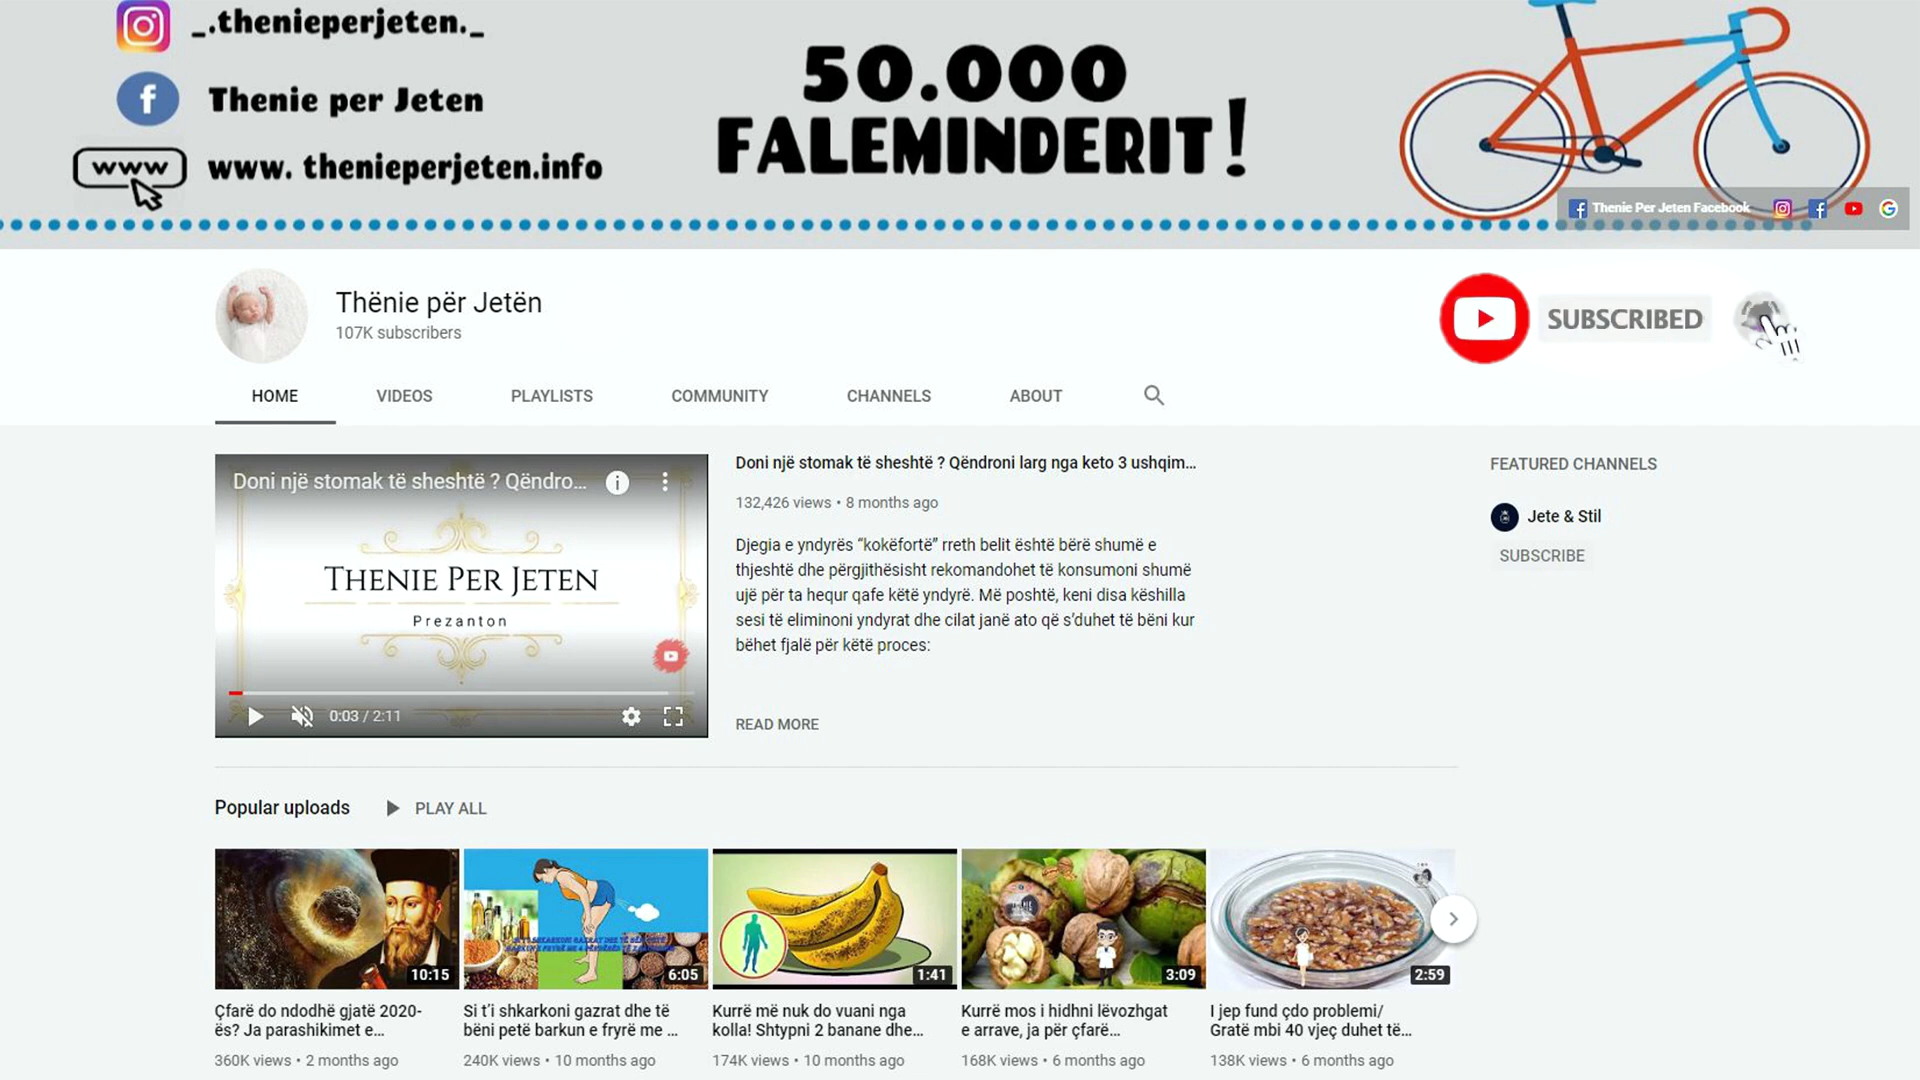 _.thenieperjeten._
Thenie per Jeten
www
www. thenieperjeten.info
50.000
FALEMINDERIT!
Thenie Per Jeten Facebook
Thënie për Jetën
107K subscribers
SUBSCRIBED
HOME
VIDEOS
PLAYLISTS
COMMUNITY
CHANNELS
ABOUT
Doni një stomak të sheshtë ? Qëndro...
THENIE PER JETEN
Prezanton
0:03 / 2:11
Doni një stomak të sheshtë ? Qëndroni larg nga keto 3 ushqim...
132,426 views • 8 months ago
Djegia e yndyrës “kokëfortë” rreth belit është bërë shumë e
thjeshtë dhe përgjithësisht rekomandohet të konsumoni shumë
ujë për ta hequr qafe këtë yndyrë. Më poshtë, keni disa këshilla
sesi të eliminoni yndyrat dhe cilat janë ato që s’duhet të bëni kur
bëhet fjalë për këtë proces:
READ MORE
FEATURED CHANNELS
Jete & Stil
SUBSCRIBE
Popular uploads
PLAY ALL
10:15
Çfarë do ndodhë gjatë 2020-
ës? Ja parashikimet e...
360K views • 2 months ago
6:05
Si t’i shkarkoni gazrat dhe të
bëni petë barkun e fryrë me ...
240K views • 10 months ago
1:41
Kurrë më nuk do vuani nga
kolla! Shtypni 2 banane dhe...
174K views • 10 months ago
3:09
Kurrë mos i hidhni lëvozhgat
e arrave, ja për çfarë...
168K views • 6 months ago
2:59
I jep fund çdo problemi/
Gratë mbi 40 vjeç duhet të...
138K views • 6 months ago